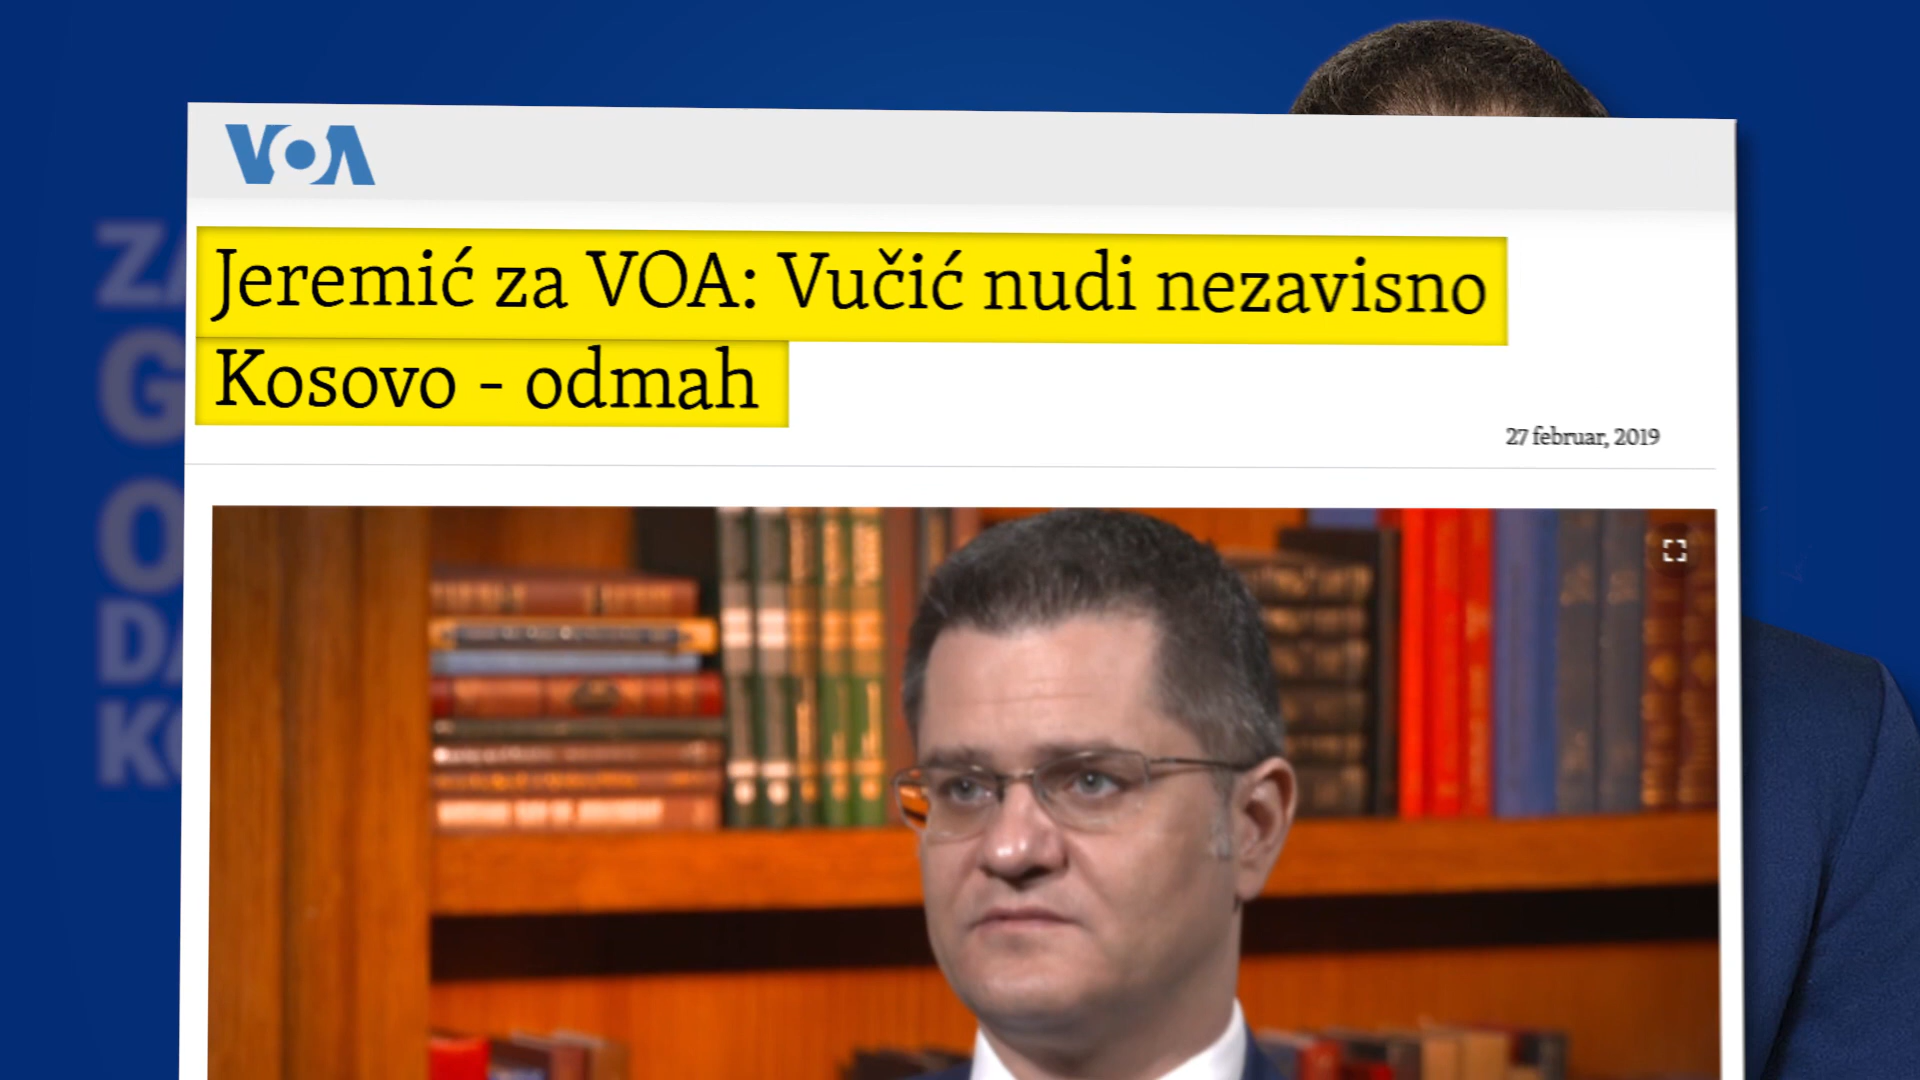 VOA
Jeremić za VOA: Vučić nudi nezavisno
Kosovo - odmah
27 februar, 2019